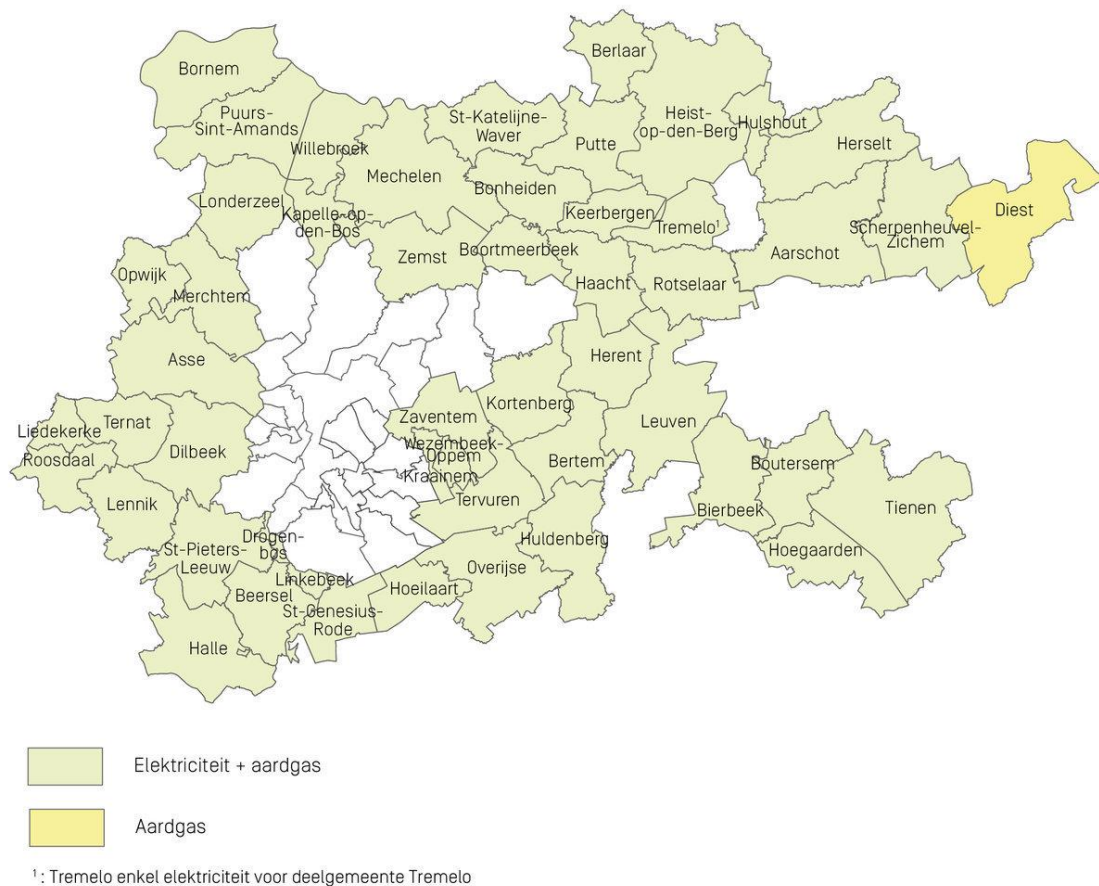 Berlaar
Bornem
Puurs-
Sint-Amands
Willebroek
St-Katelijne-
Waver
Heist-
op-den-Berg
Hulshout
Putte
Herselt
Mechelen
Bonheiden
Londerzeel
Kapelle-op-
den-Bos
Keerbergen
Tremelo¹
Diest
Scherpenheuvel-
Zichem
Aarschot
Zemst
Boortmeerbeek
Haacht
Rotselaar
Opwijk
Merchtem
Asse
Herent
Kortenberg
Zaventem
Leuven
Liedekerke
Ternat
Roosdaal
Dilbeek
Wezembeek-
Oppem
Kraainem
Bertem
Boutersem
Tervuren
Lennik
Bierbeek
Tienen
Drogen-
bos
St-Pieters-
Leeuw
Huldenberg
Hoegaarden
Overijse
Linkebeek
Beersel
Hoeilaart
St-Genesius-
Rode
Halle
Elektriciteit + aardgas
Aardgas
¹ : Tremelo enkel elektriciteit voor deelgemeente Tremelo